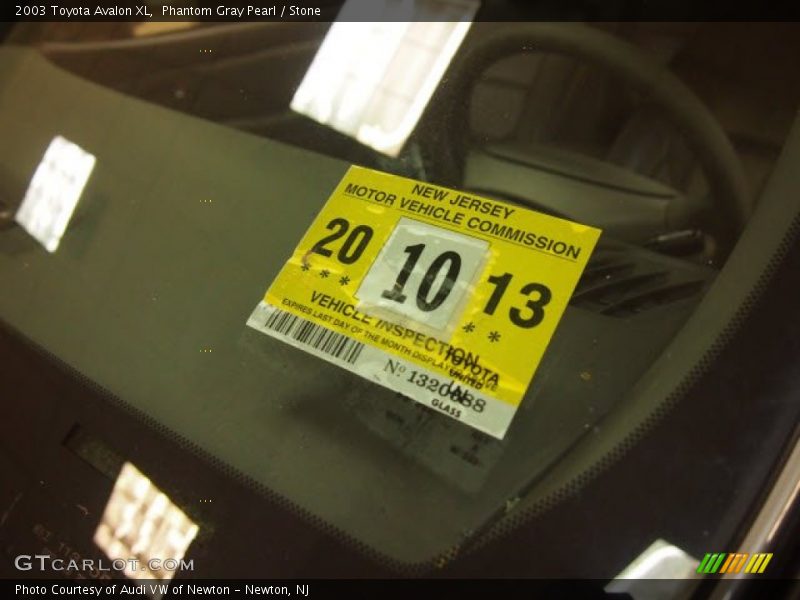 2003 Toyota Avalon XL,  Phantom Gray Pearl / Stone
NEW JERSEY
MOTOR VEHICLE COMMISSION
20 10 13
* * * * *
VEHICLE INSPECTION
EXPIRES LAST DAY OF THE MONTH DISPLAYED ABOVE
TOYOTA
UNITED
GLASS
GTCARLOT.COM
Photo Courtesy of Audi VW of Newton - Newton, NJ